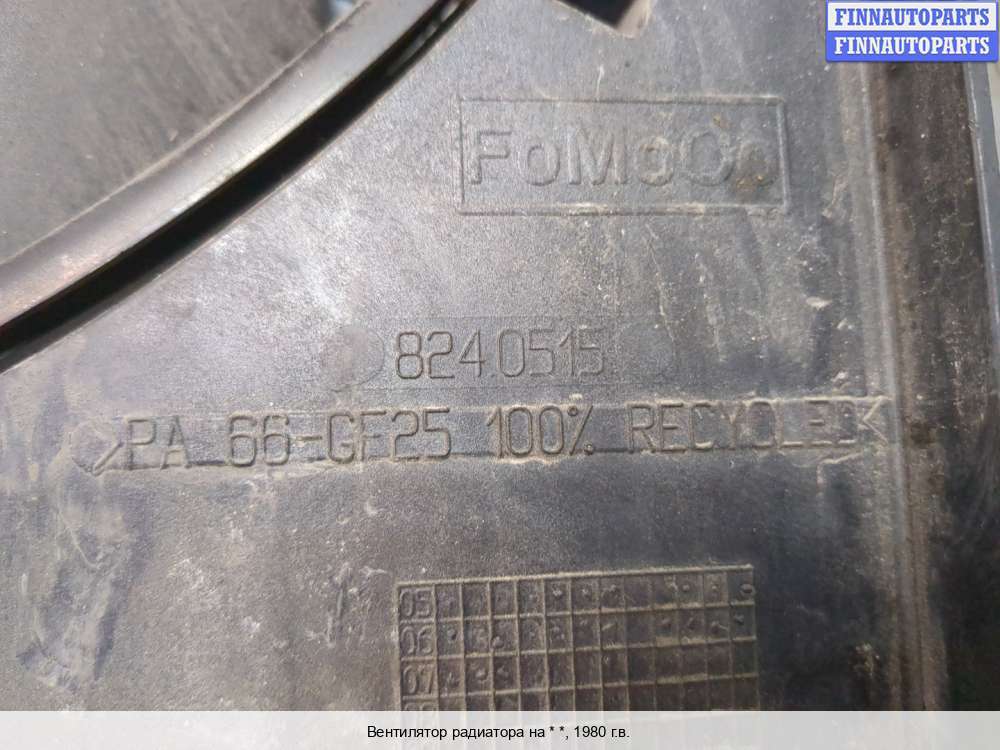 FINNAUTOPARTS
FINNAUTOPARTS
FoMoCo
8240515
>PA 66-GF25 100% RECYCLED<
05
06
07
Вентилятор радиатора на * *, 1980 г.в.